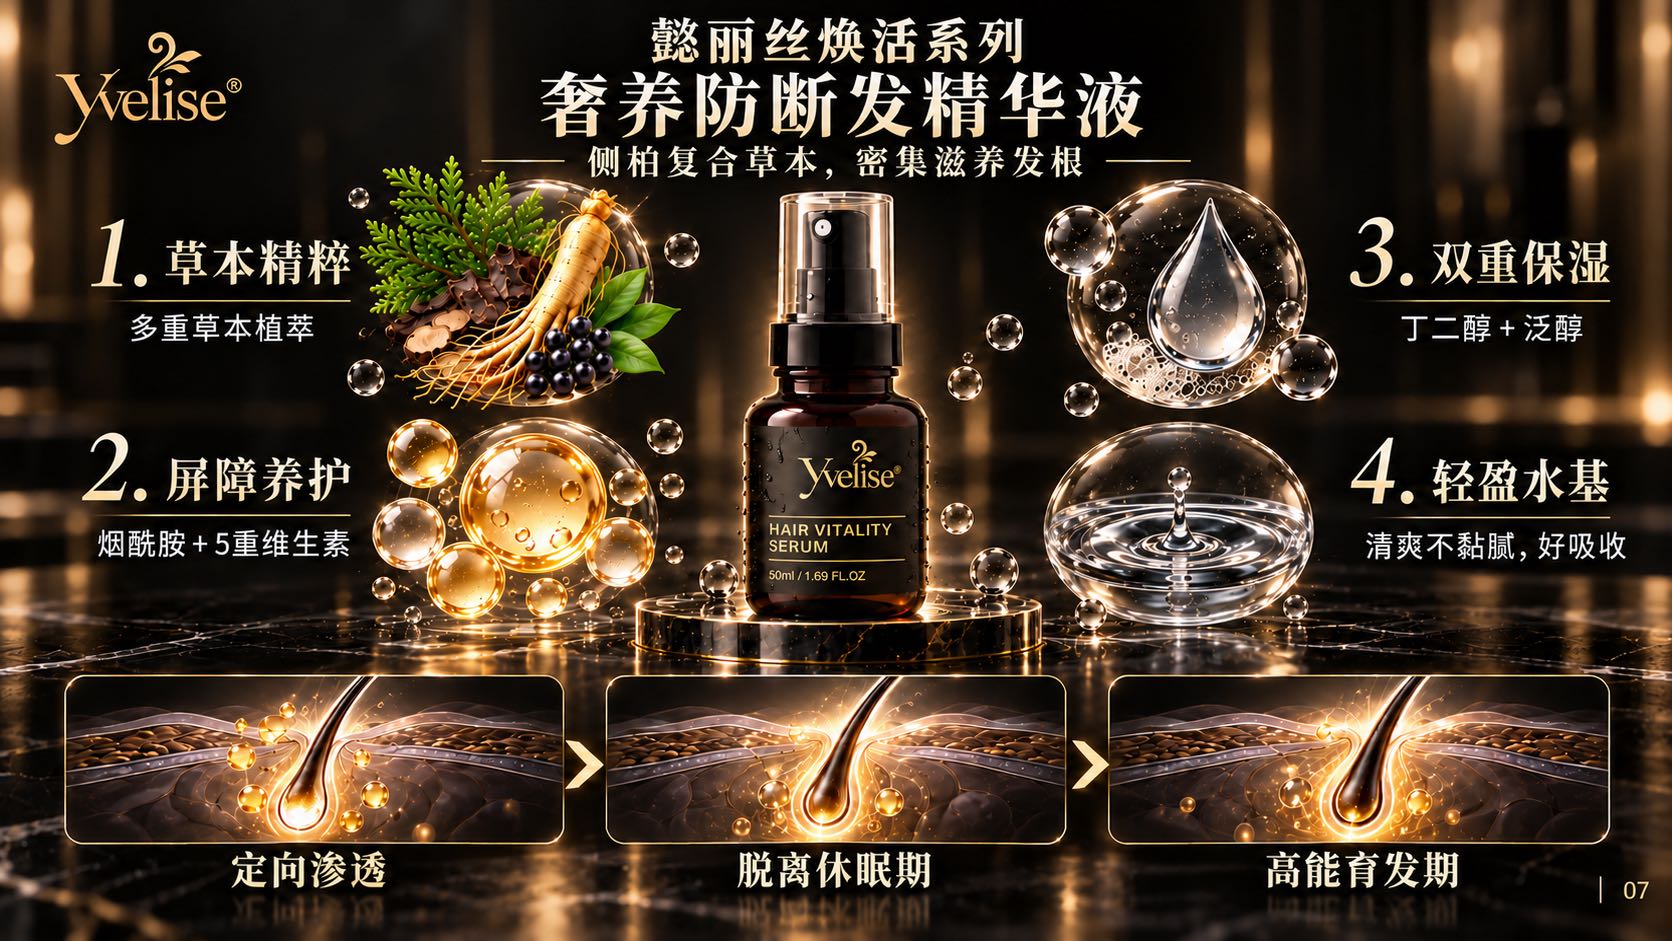 Yvelise®
懿丽丝焕活系列
奢养防断发精华液
侧柏复合草本，密集滋养发根
1. 草本精粹
多重草本植萃
2. 屏障养护
烟酰胺 + 5重维生素
3. 双重保湿
丁二醇 + 泛醇
4. 轻盈水基
清爽不黏腻，好吸收
Yvelise®
HAIR VITALITY
SERUM
50ml / 1.69 FL.OZ
定向渗透
脱离休眠期
高能育发期
07